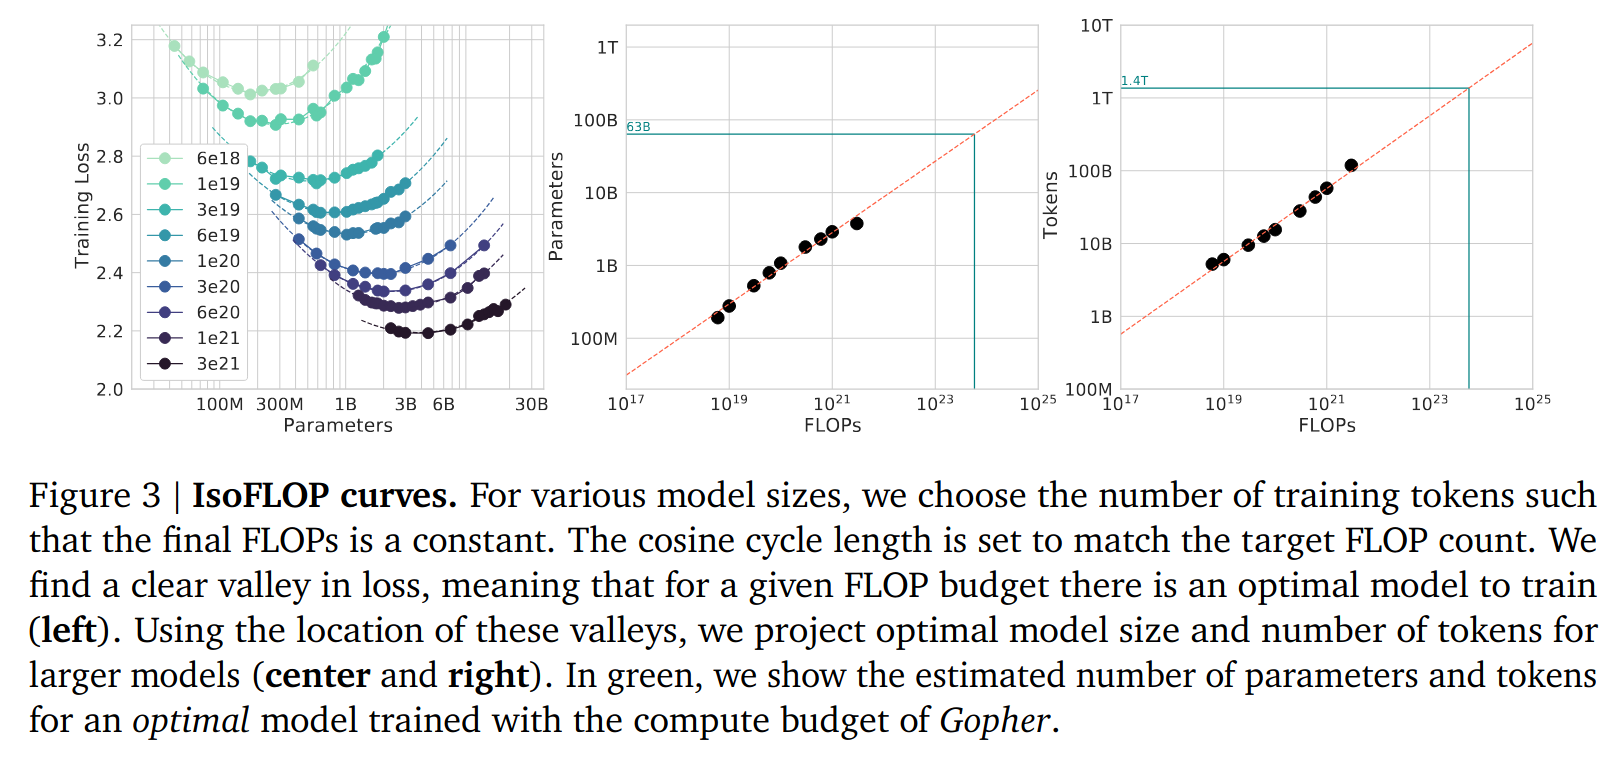 3.2
3.0
2.8
2.6
2.4
2.2
2.0
Training Loss
6e18
1e19
3e19
6e19
1e20
3e20
6e20
1e21
3e21
100M 300M 1B 3B 6B 30B
Parameters
1T
100B
10B
1B
100M
Parameters
63B
10¹⁷ 10¹⁹ 10²¹ 10²³ 10²⁵
FLOPs
10T
1T
100B
10B
1B
100M
Tokens
1.4T
10¹⁷ 10¹⁹ 10²¹ 10²³ 10²⁵
FLOPs
Figure 3 | IsoFLOP curves. For various model sizes, we choose the number of training tokens such
that the final FLOPs is a constant. The cosine cycle length is set to match the target FLOP count. We
find a clear valley in loss, meaning that for a given FLOP budget there is an optimal model to train
(left). Using the location of these valleys, we project optimal model size and number of tokens for
larger models (center and right). In green, we show the estimated number of parameters and tokens
for an optimal model trained with the compute budget of Gopher.